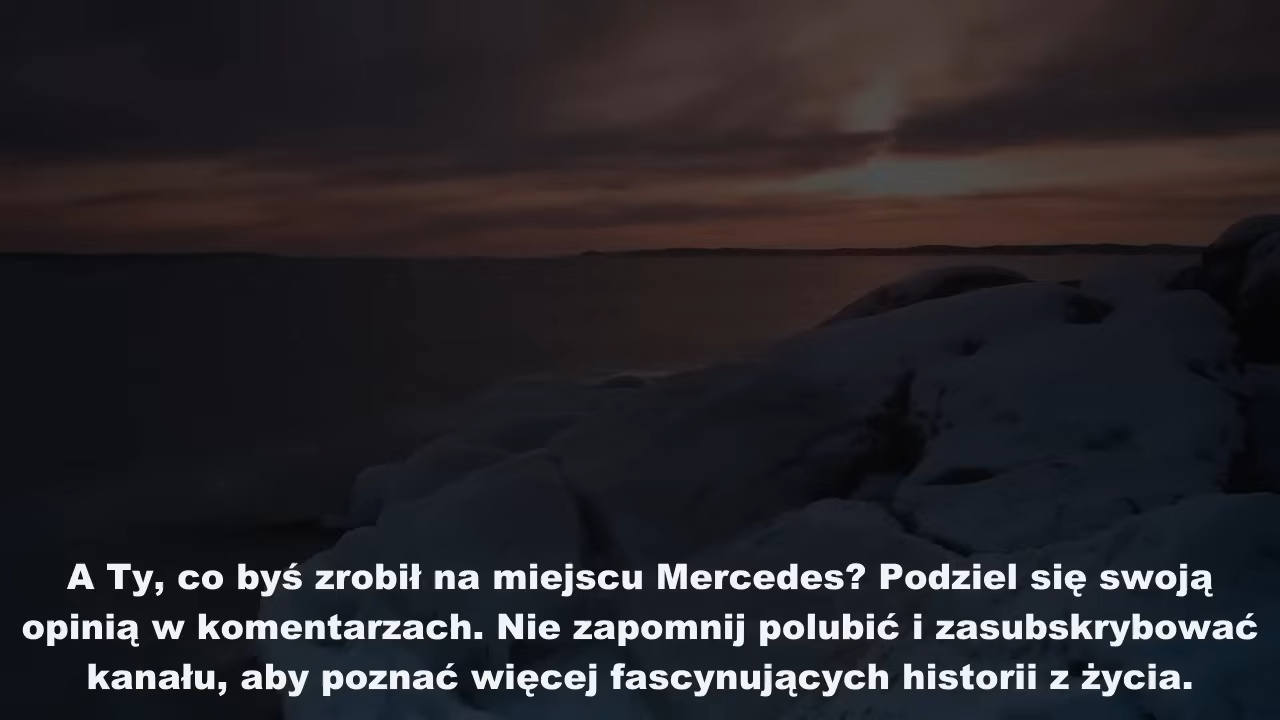 A Ty, co byś zrobił na miejscu Mercedes? Podziel się swoją
opinią w komentarzach. Nie zapomnij polubić i zasubskrybować
kanału, aby poznać więcej fascynujących historii z życia.